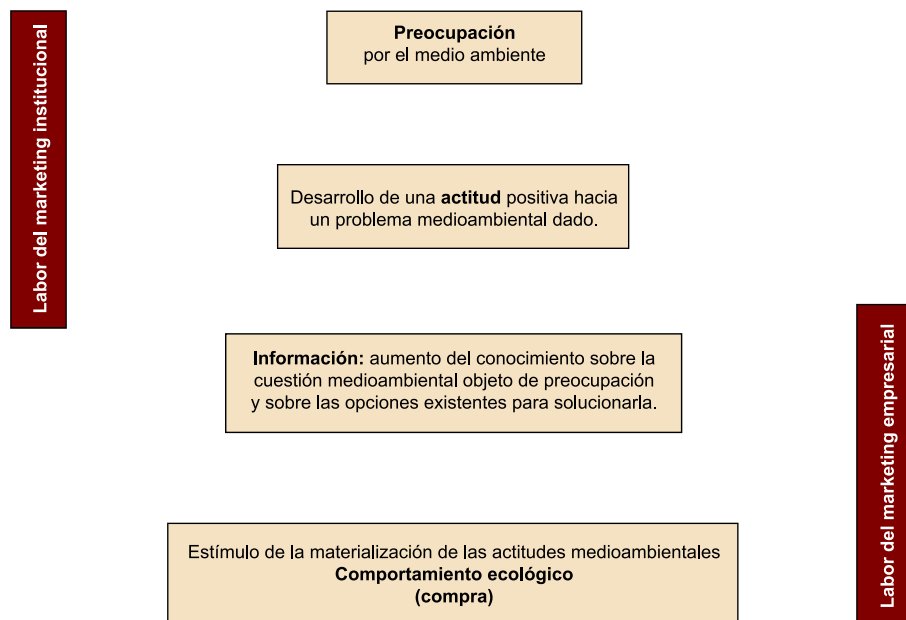 Labor del marketing institucional
Preocupación
por el medio ambiente
Desarrollo de una actitud positiva hacia
un problema medioambiental dado.
Información: aumento del conocimiento sobre la
cuestión medioambiental objeto de preocupación
y sobre las opciones existentes para solucionarla.
Labor del marketing empresarial
Estímulo de la materialización de las actitudes medioambientales
Comportamiento ecológico
(compra)